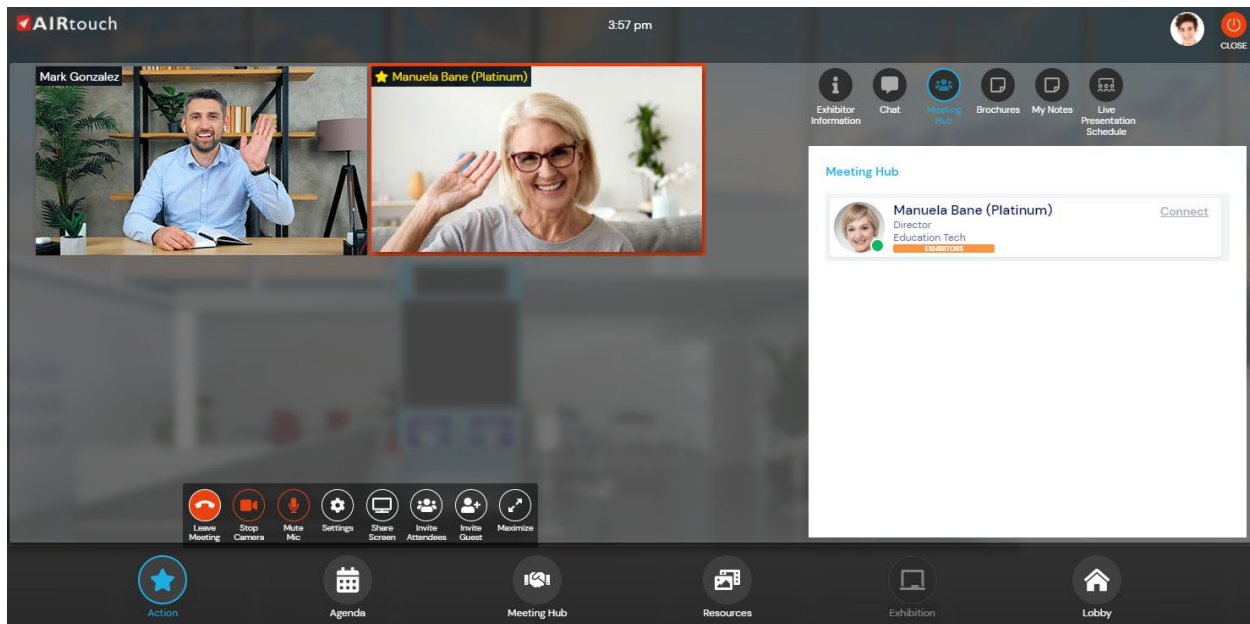 AIRtouch
3:57 pm
CLOSE
Mark Gonzalez
Manuela Bane (Platinum)
Exhibitor
Information
Chat
Meeting
Hub
Brochures
My Notes
Live
Presentation
Schedule
Meeting Hub
Manuela Bane (Platinum)
Connect
Director
Education Tech
EXHIBITORS
Leave
Meeting
Stop
Camera
Mute
Mic
Settings
Share
Screen
Invite
Attendees
Invite
Guest
Maximize
Action
Agenda
Meeting Hub
Resources
Exhibition
Lobby